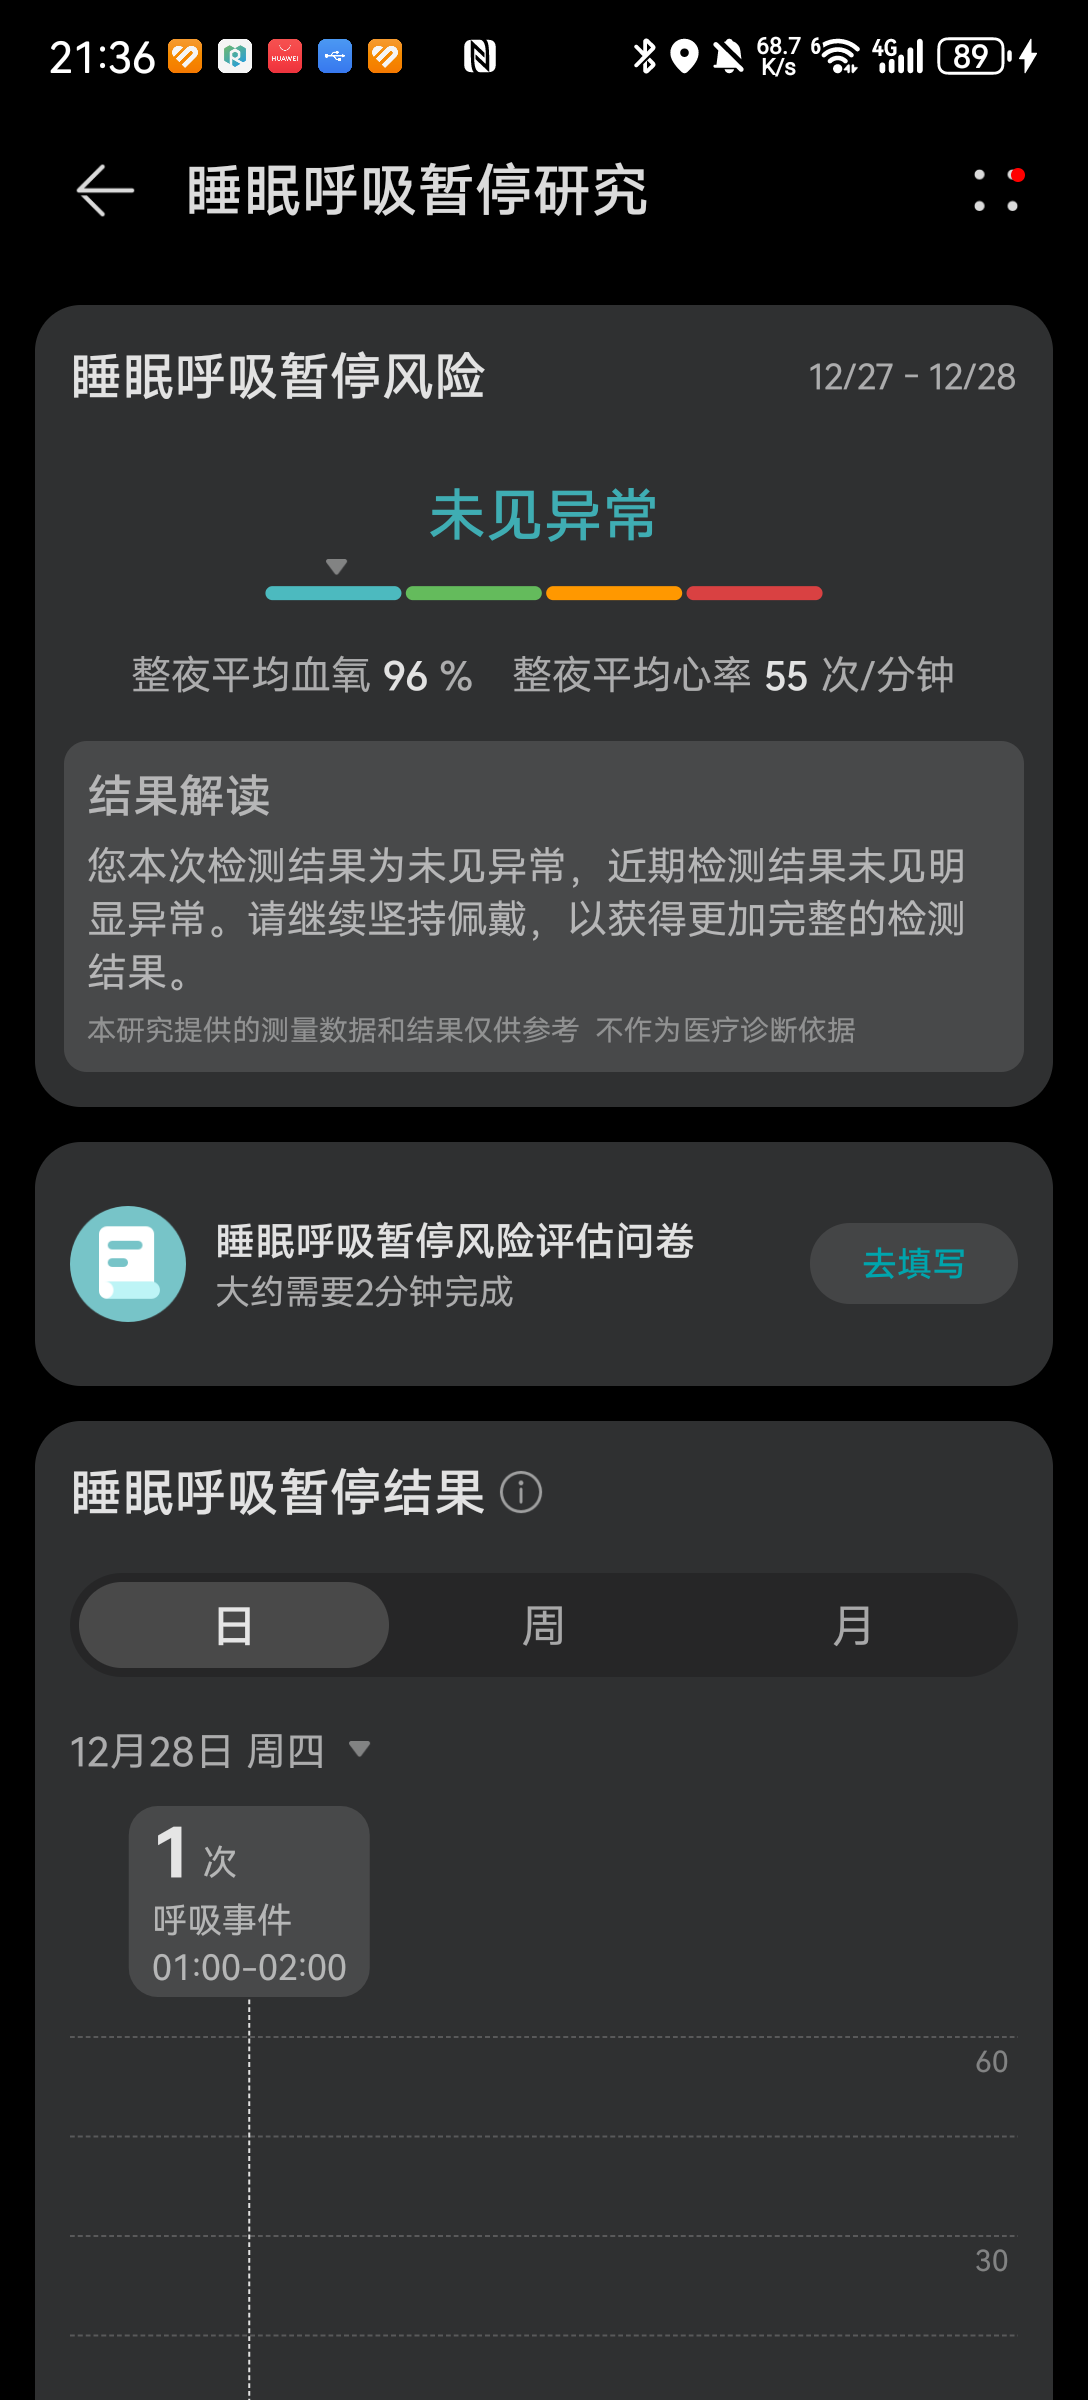 21:36
HUAWEI
68.7 K/s
6
4G
89
睡眠呼吸暂停研究
睡眠呼吸暂停风险
12/27 - 12/28
未见异常
整夜平均血氧 96 %
整夜平均心率 55 次/分钟
结果解读
您本次检测结果为未见异常，近期检测结果未见明
显异常。请继续坚持佩戴，以获得更加完整的检测
结果。
本研究提供的测量数据和结果仅供参考 不作为医疗诊断依据
睡眠呼吸暂停风险评估问卷
大约需要2分钟完成
去填写
睡眠呼吸暂停结果
日
周
月
12月28日 周四
1 次
呼吸事件
01:00-02:00
60
30